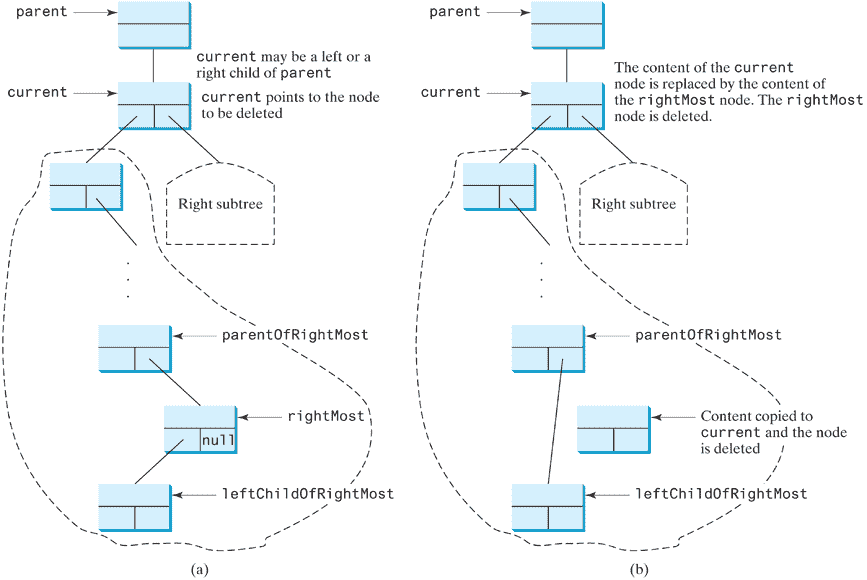 parent
current may be a left or a
right child of parent
current
current points to the node
to be deleted
Right subtree
parentOfRightMost
rightMost
null
leftChildOfRightMost
(a)
parent
The content of the current
node is replaced by the content of
the rightMost node. The rightMost
node is deleted.
current
Right subtree
parentOfRightMost
Content copied to
current and the node
is deleted
leftChildOfRightMost
(b)